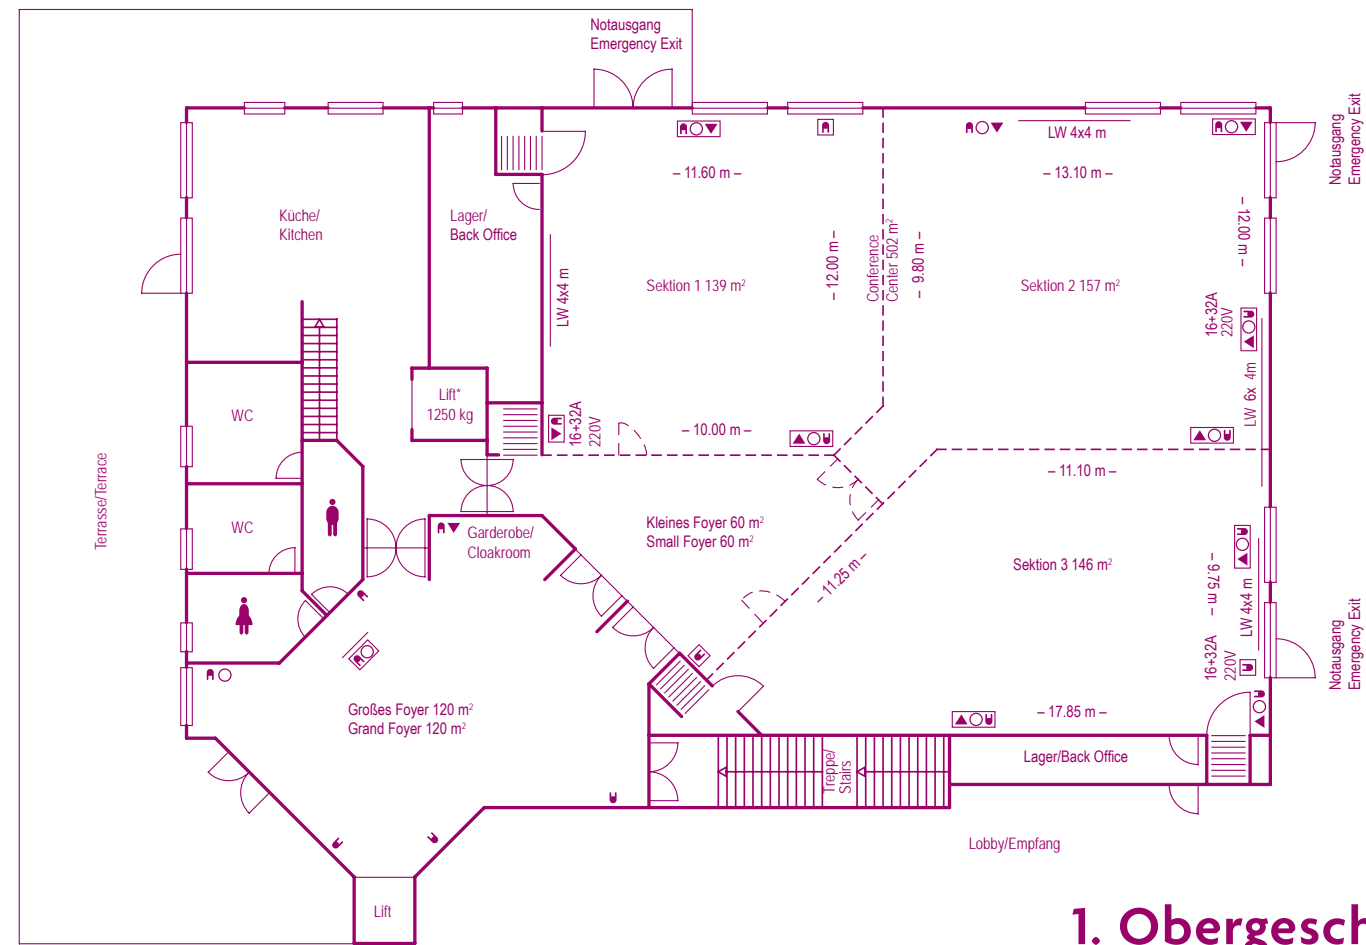 Notausgang
Emergency Exit
Notausgang
Emergency Exit
LW 4x4 m
– 11.60 m –
– 13.10 m –
Küche/
Kitchen
Lager/
Back Office
– 12.00 m –
Conference
Center 502 m²
– 9.80 m –
– 12.00 m –
Sektion 1 139 m²
Sektion 2 157 m²
LW 4x4 m
16+32A
220V
LW 6x 4m
Lift*
1250 kg
WC
16+32A
220V
– 10.00 m –
– 11.10 m –
Terrasse/Terrace
WC
Garderobe/
Cloakroom
Kleines Foyer 60 m²
Small Foyer 60 m²
– 11.25 m –
Sektion 3 146 m²
– 9.75 m –
LW 4x4 m
16+32A
220V
Notausgang
Emergency Exit
Großes Foyer 120 m²
Grand Foyer 120 m²
– 17.85 m –
Treppe/
Stairs
Lager/Back Office
Lobby/Empfang
Lift
1. Obergesch